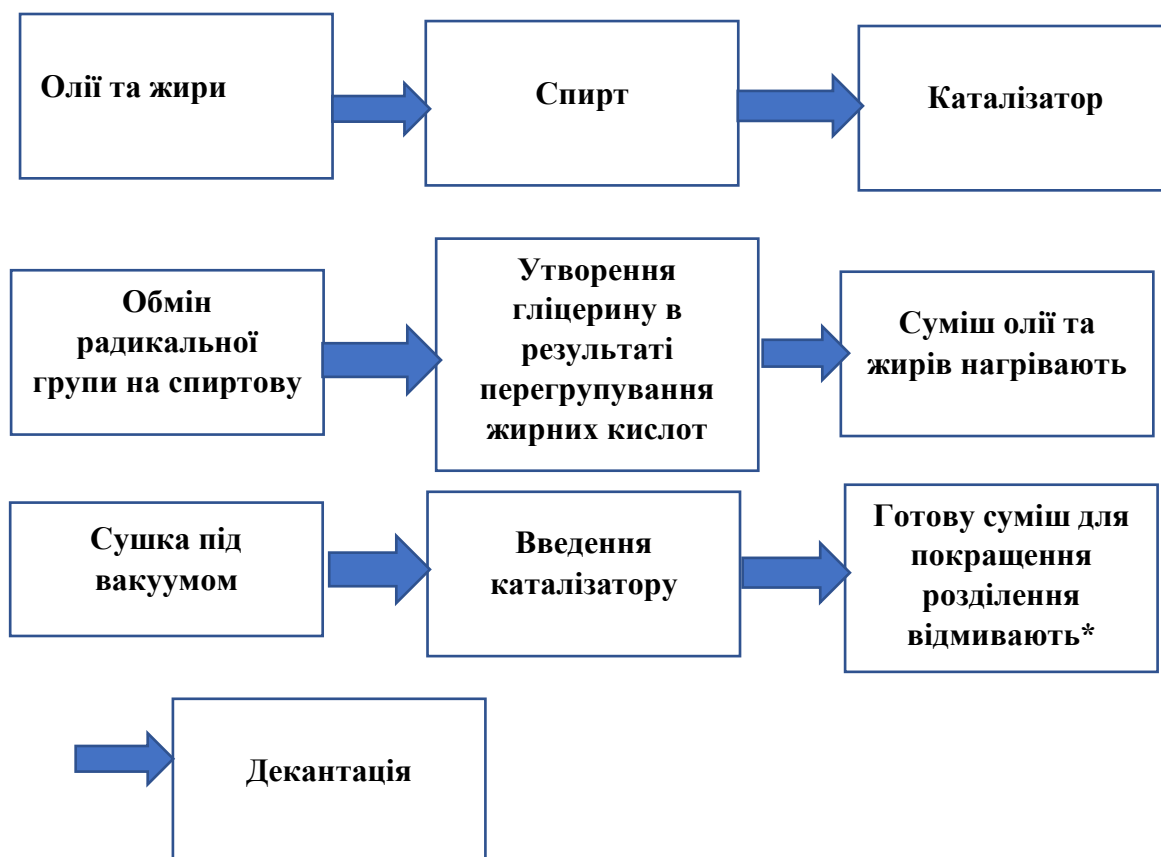 Олії та жири
Спирт
Каталізатор
Обмін
радикальної
групи на спиртову
Утворення
гліцерину в
результаті
перегрупування
жирних кислот
Суміш олії та
жирів нагрівають
Сушка під
вакуумом
Введення
каталізатору
Готову суміш для
покращення
розділення
відмивають*
Декантація